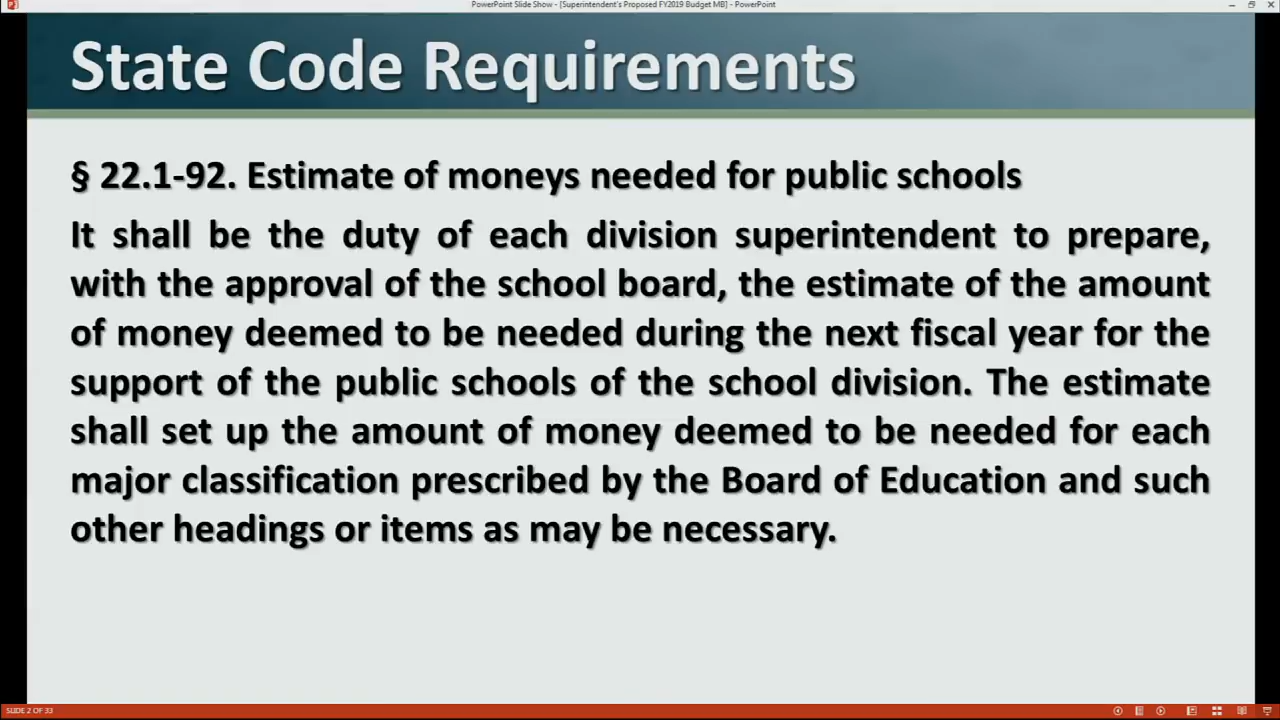 PowerPoint Slide Show - [Superintendent's Proposed FY2019 Budget MB] - PowerPoint
State Code Requirements
§ 22.1-92. Estimate of moneys needed for public schools
It shall be the duty of each division superintendent to prepare,
with the approval of the school board, the estimate of the amount
of money deemed to be needed during the next fiscal year for the
support of the public schools of the school division. The estimate
shall set up the amount of money deemed to be needed for each
major classification prescribed by the Board of Education and such
other headings or items as may be necessary.
SLIDE 2 OF 33